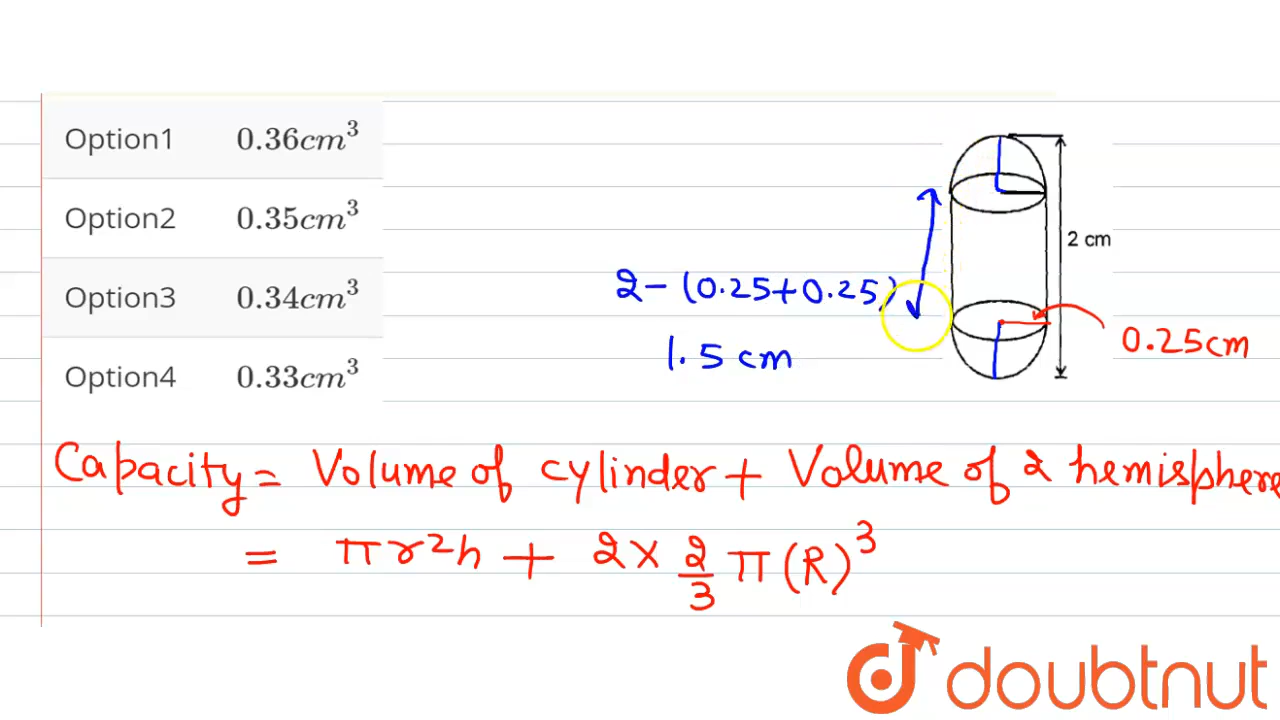 Option1 0.36cm³
Option2 0.35cm³
Option3 0.34cm³
Option4 0.33cm³
2 cm
2 - (0.25+0.25)
1.5 cm
0.25cm
Capacity = Volume of cylinder + Volume of 2 hemisphere
= πr²h + 2 × 2/3 π (R)³
doubtnut